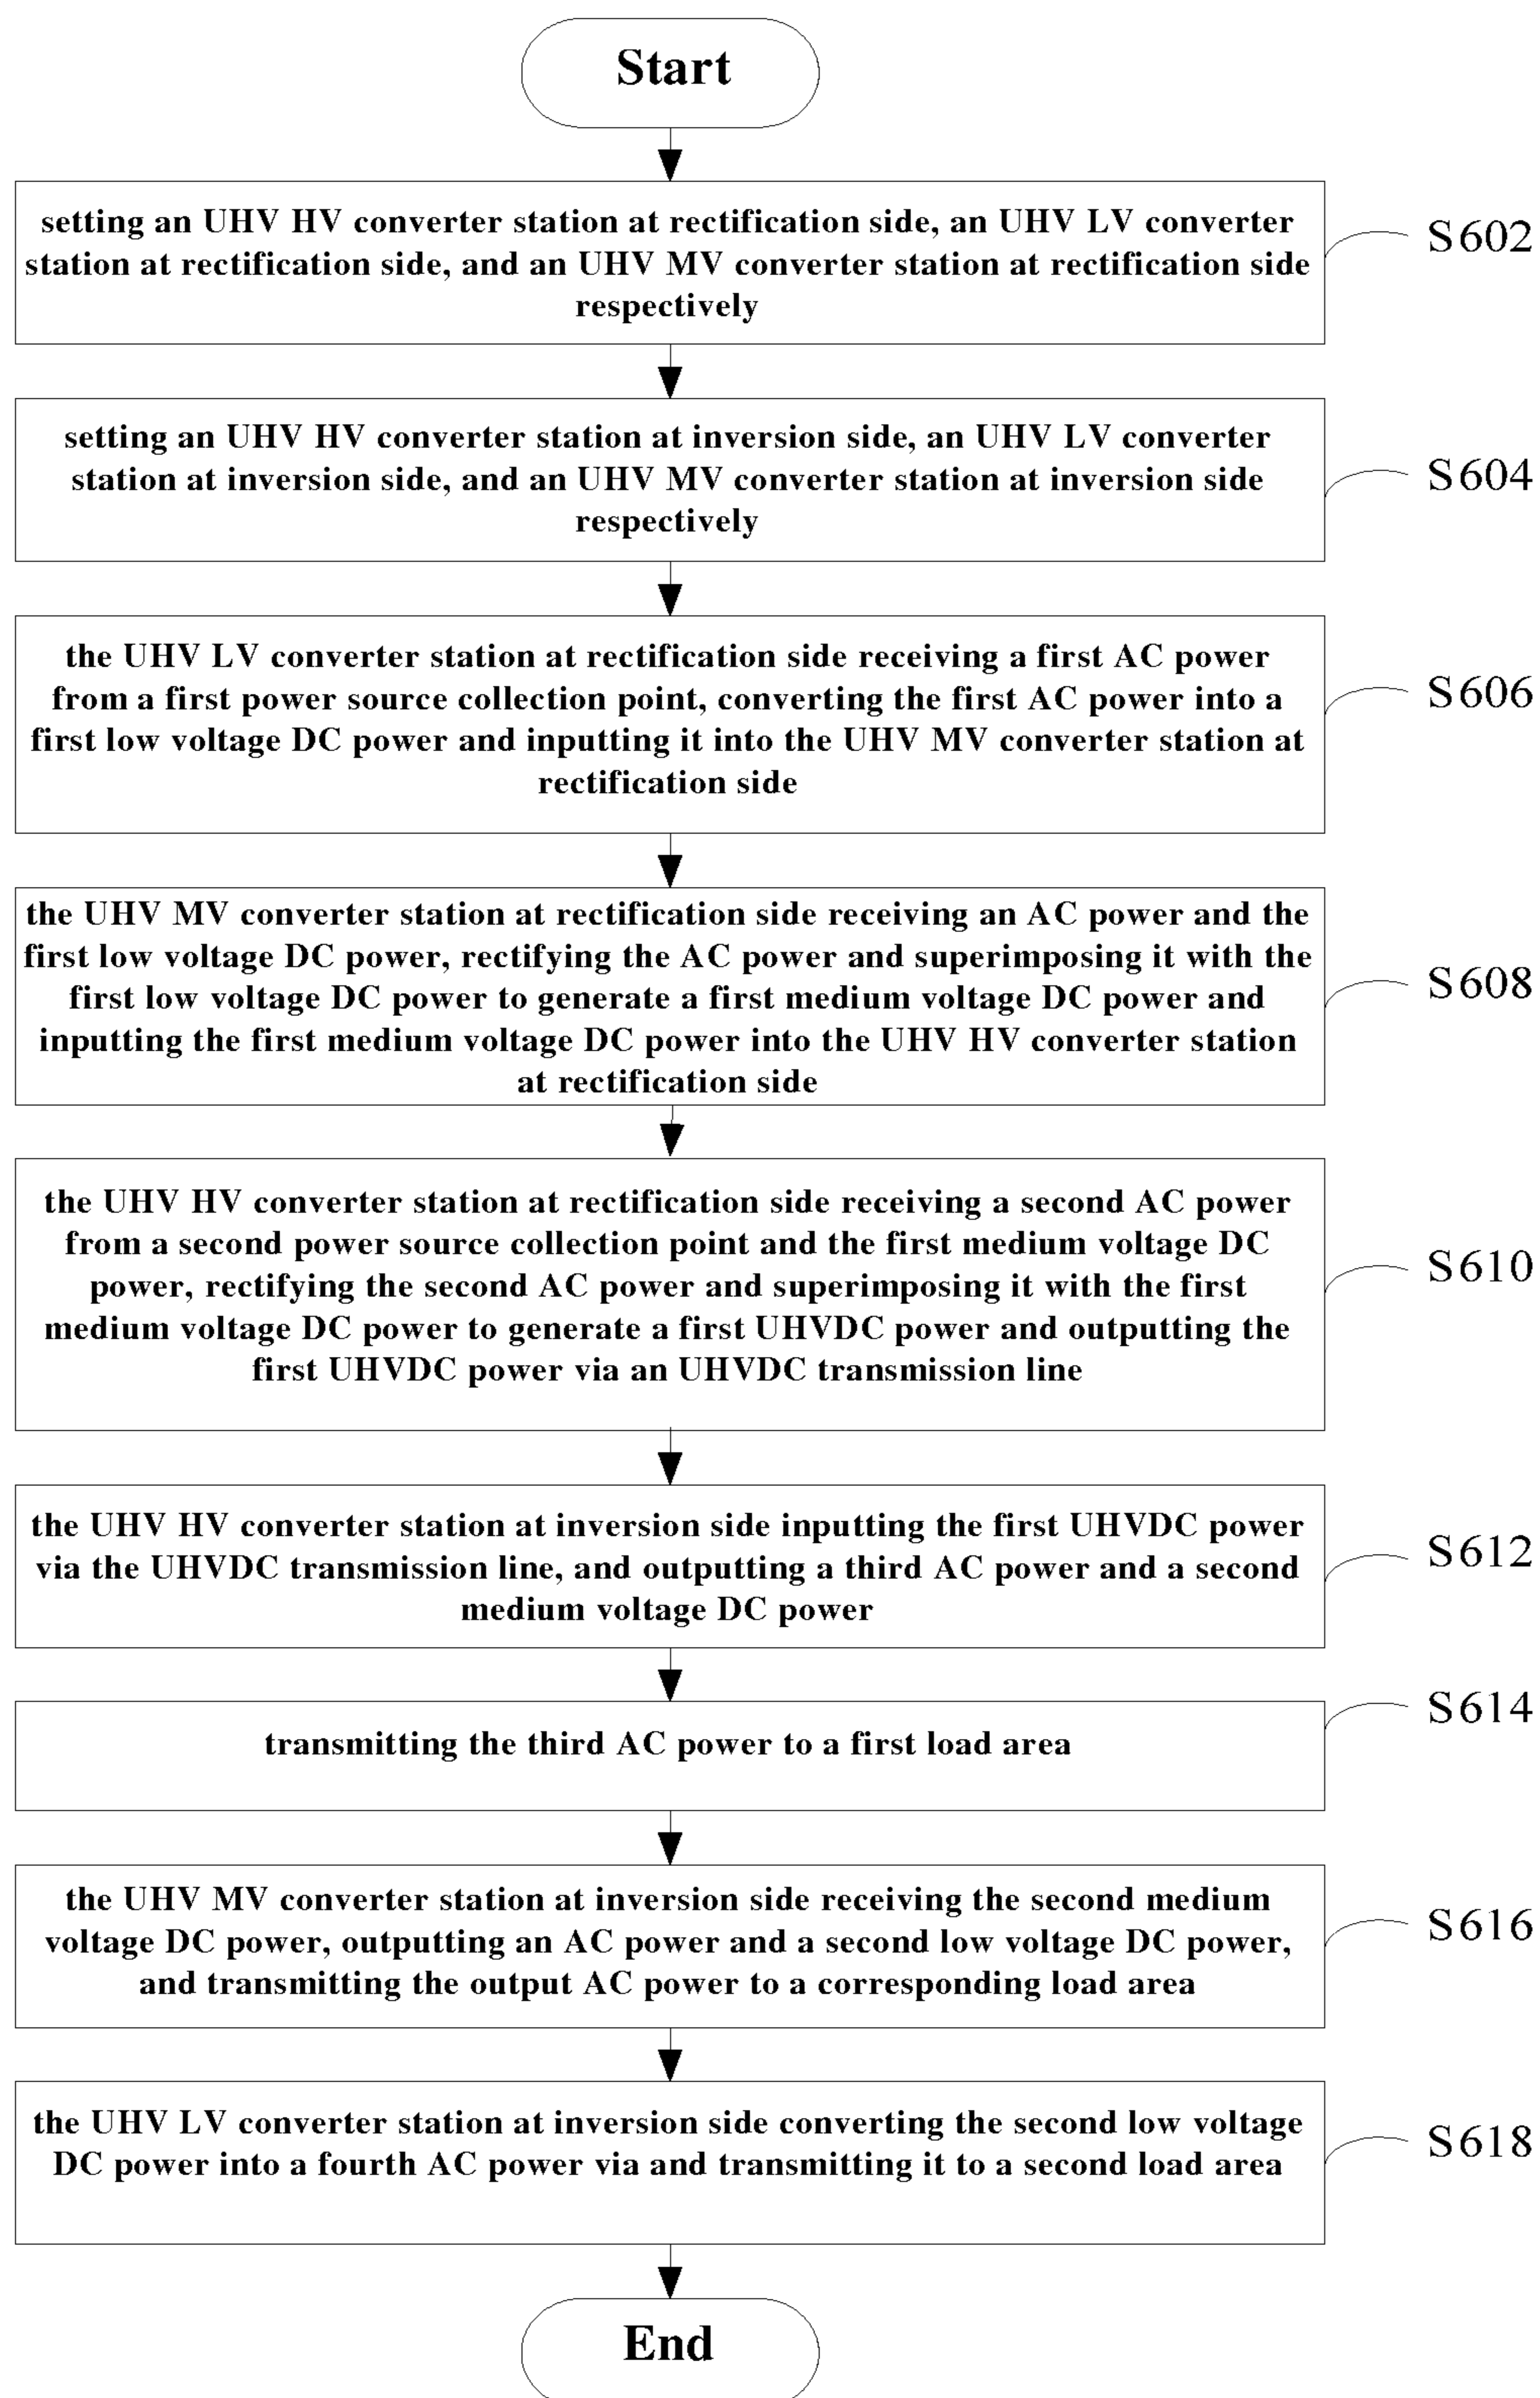 Start
setting an UHV HV converter station at rectification side, an UHV LV converter
station at rectification side, and an UHV MV converter station at rectification side
respectively
S602
setting an UHV HV converter station at inversion side, an UHV LV converter
station at inversion side, and an UHV MV converter station at inversion side
respectively
S604
the UHV LV converter station at rectification side receiving a first AC power
from a first power source collection point, converting the first AC power into a
first low voltage DC power and inputting it into the UHV MV converter station at
rectification side
S606
the UHV MV converter station at rectification side receiving an AC power and the
first low voltage DC power, rectifying the AC power and superimposing it with the
first low voltage DC power to generate a first medium voltage DC power and
inputting the first medium voltage DC power into the UHV HV converter station
at rectification side
S608
the UHV HV converter station at rectification side receiving a second AC power
from a second power source collection point and the first medium voltage DC
power, rectifying the second AC power and superimposing it with the first
medium voltage DC power to generate a first UHVDC power and outputting the
first UHVDC power via an UHVDC transmission line
S610
the UHV HV converter station at inversion side inputting the first UHVDC power
via the UHVDC transmission line, and outputting a third AC power and a second
medium voltage DC power
S612
transmitting the third AC power to a first load area
S614
the UHV MV converter station at inversion side receiving the second medium
voltage DC power, outputting an AC power and a second low voltage DC power,
and transmitting the output AC power to a corresponding load area
S616
the UHV LV converter station at inversion side converting the second low voltage
DC power into a fourth AC power via and transmitting it to a second load area
S618
End